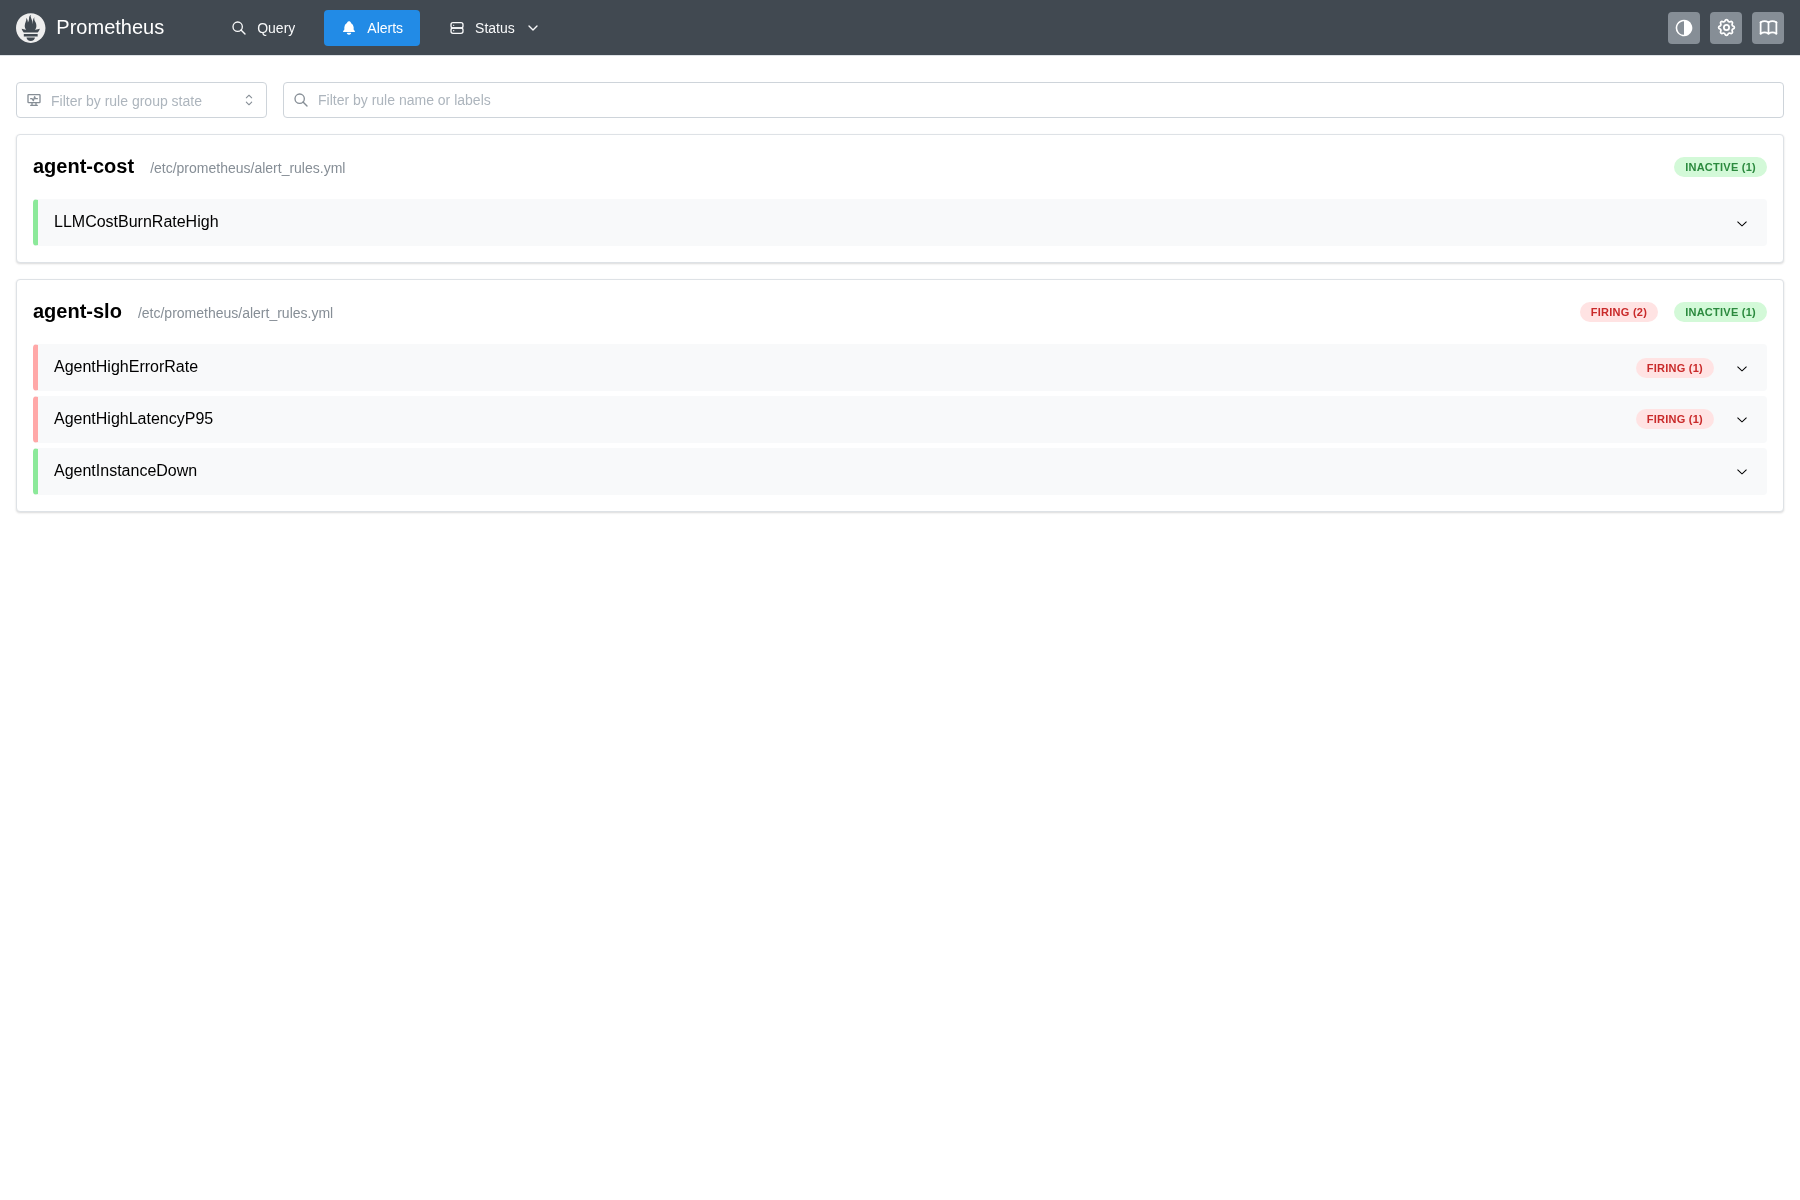 Prometheus Query Alerts Status
Filter by rule group state Filter by rule name or labels
agent-cost /etc/prometheus/alert_rules.yml INACTIVE (1)
LLMCostBurnRateHigh
agent-slo /etc/prometheus/alert_rules.yml FIRING (2) INACTIVE (1)
AgentHighErrorRate FIRING (1)
AgentHighLatencyP95 FIRING (1)
AgentInstanceDown